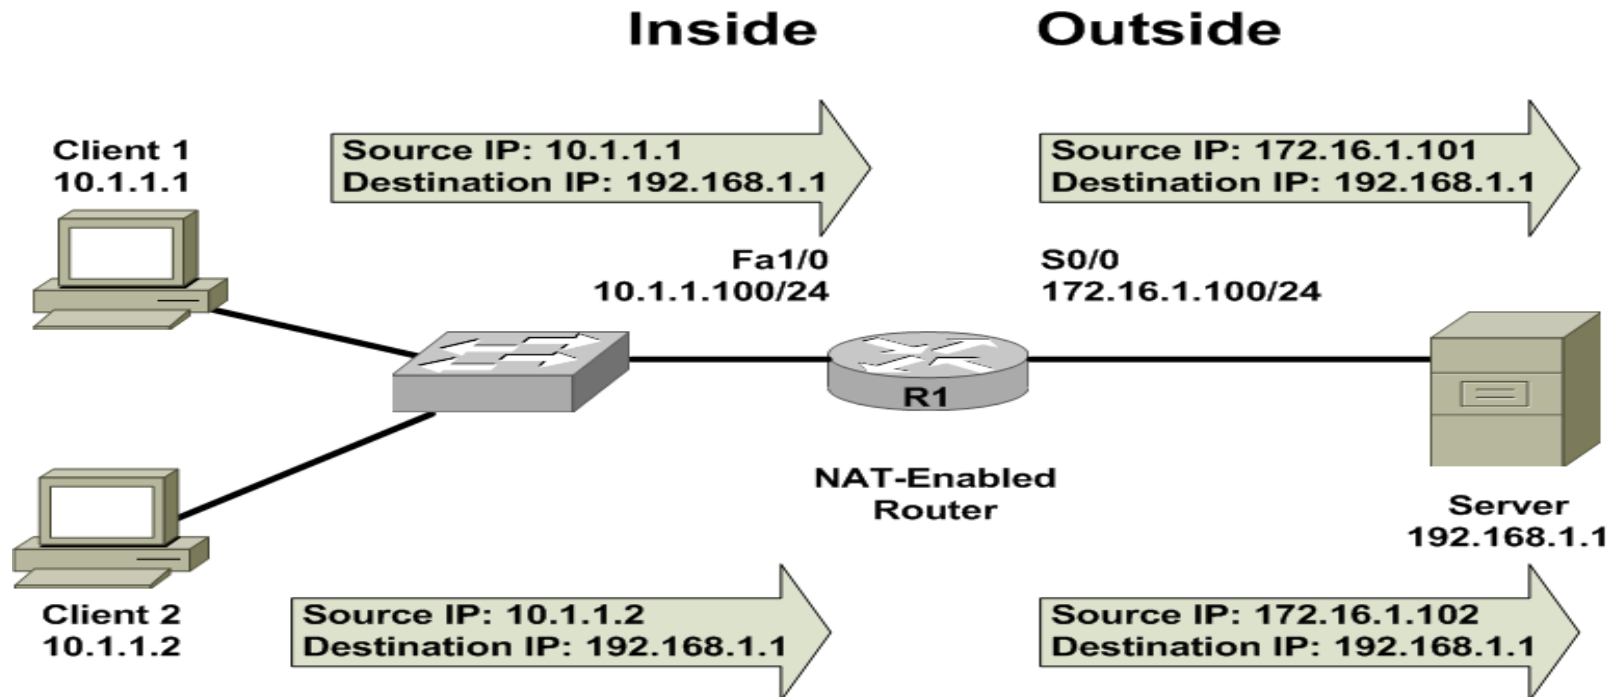 Inside
Outside
Client 1
10.1.1.1
Source IP: 10.1.1.1
Destination IP: 192.168.1.1
Source IP: 172.16.1.101
Destination IP: 192.168.1.1
Fa1/0
10.1.1.100/24
S0/0
172.16.1.100/24
R1
NAT-Enabled
Router
Server
192.168.1.1
Client 2
10.1.1.2
Source IP: 10.1.1.2
Destination IP: 192.168.1.1
Source IP: 172.16.1.102
Destination IP: 192.168.1.1